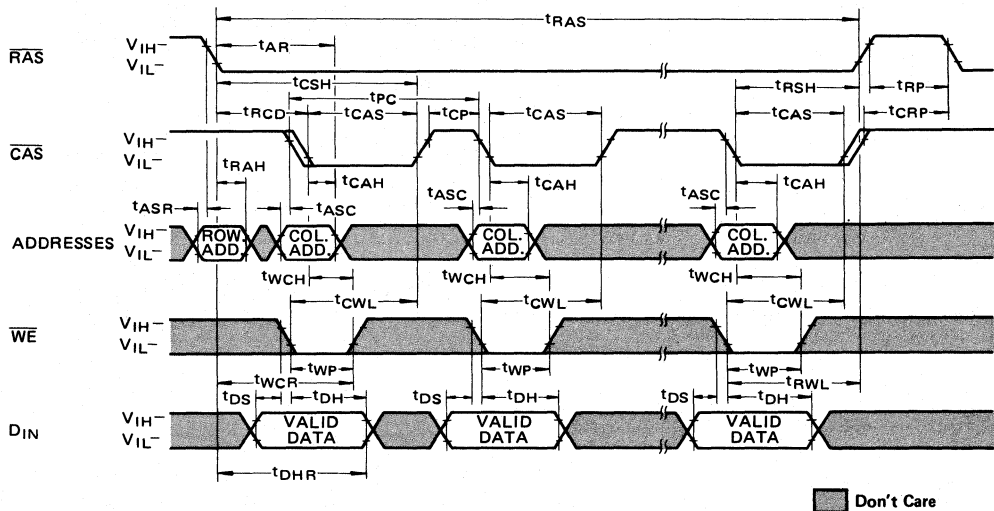 tRAS
RAS VIH–
VIL–
tAR
tCSH
tPC
tRSH
tRP
tRCD
tCAS
tCP
tCAS
tCAS
tCRP
CAS VIH–
VIL–
tRAH
tCAH
tCAH
tCAH
tASR
tASC
tASC
tASC
ADDRESSES VIH–
VIL–
ROW ADD.
COL. ADD.
COL. ADD.
COL. ADD.
tWCH
tWCH
tWCH
tCWL
tCWL
tCWL
WE VIH–
VIL–
tWP
tWP
tWP
tWCR
tRWL
tDS
tDH
tDS
tDH
tDS
tDH
DIN VIH–
VIL–
VALID DATA
VALID DATA
VALID DATA
tDHR
Don't Care